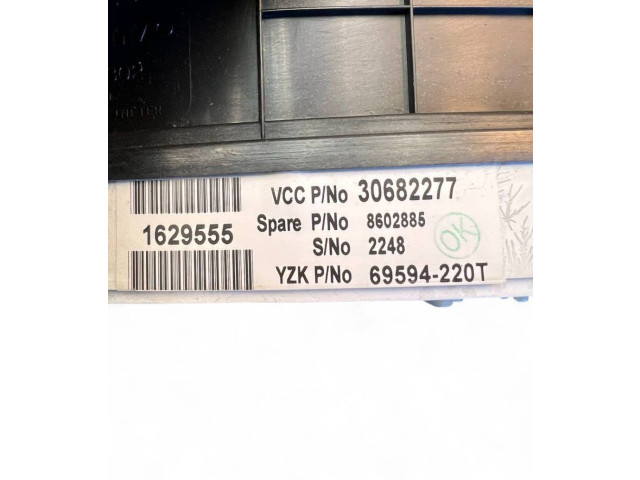 VCC P/No 30682277
1629555
Spare P/No 8602885
S/No 2248
YZK P/No 69594-220T
OK